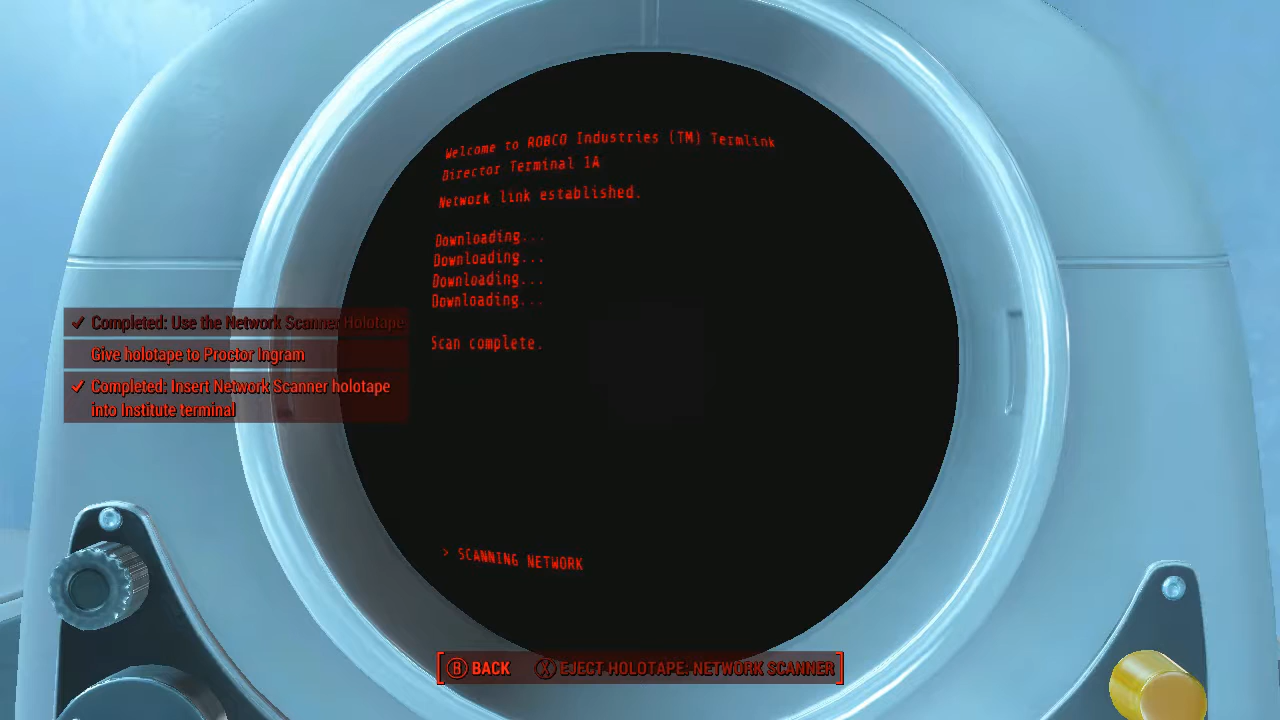 Welcome to ROBCO Industries (TM) Termlink
Director Terminal 1A
Network link established.
Downloading...
Downloading...
Downloading...
Downloading...
Scan complete.
✓ Completed: Use the Network Scanner Holotape
Give holotape to Proctor Ingram
✓ Completed: Insert Network Scanner holotape
into Institute terminal
> SCANNING NETWORK
B BACK X EJECT HOLOTAPE: NETWORK SCANNER